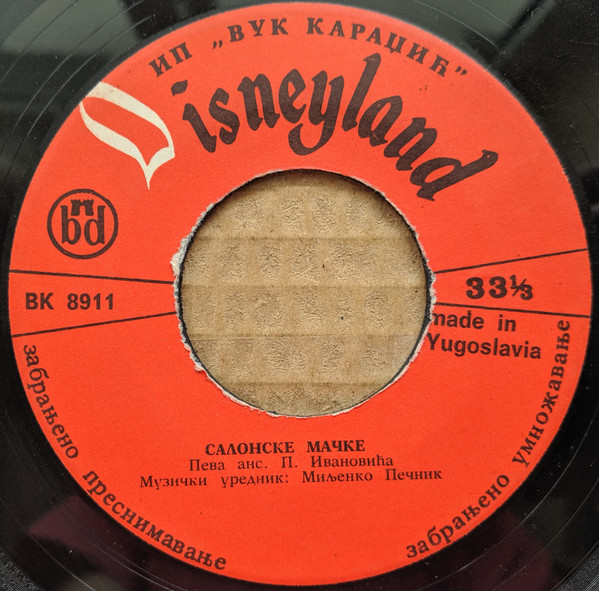 ИП „ВУК КАРАЏИЋ”
Disneyland
bd
BK 8911
33⅓
made in
Yugoslavia
САЛОНСКЕ МАЧКЕ
Пева анс. П. Ивановића
Музички уредник: Миљенко Печник
забрањено преснимавање
забрањено умножавање